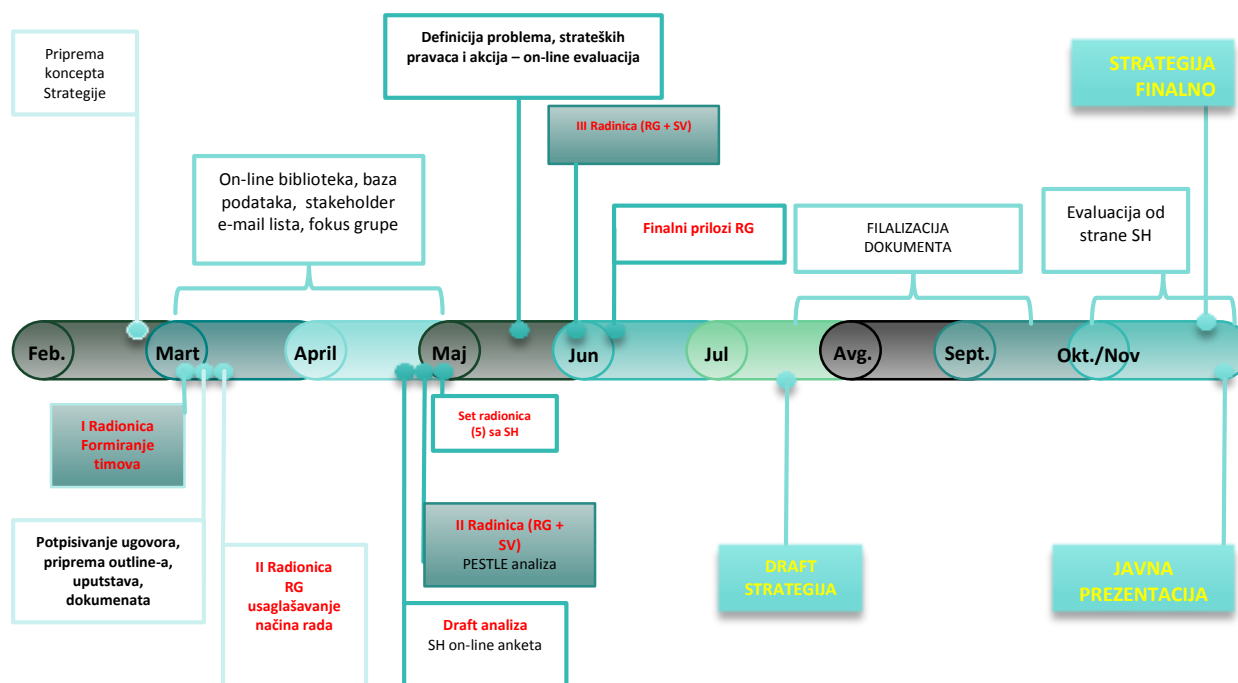 Priprema
koncepta
Strategije
Definicija problema, strateških
pravaca i akcija – on-line evaluacija
STRATEGIJA
FINALNO
III Radinica (RG + SV)
On-line biblioteka, baza
podataka, stakeholder
e-mail lista, fokus grupe
Finalni prilozi RG
FILALIZACIJA
DOKUMENTA
Evaluacija od
strane SH
Feb.
Mart
April
Maj
Jun
Jul
Avg.
Sept.
Okt./Nov
I Radionica
Formiranje
timova
Set radionica
(5) sa SH
Potpisivanje ugovora,
priprema outline-a,
uputstava,
dokumenata
II Radionica
RG
usaglašavanje
načina rada
II Radinica (RG +
SV)
PESTLE analiza
Draft analiza
SH on-line anketa
DRAFT
STRATEGIJA
JAVNA
PREZENTACIJA